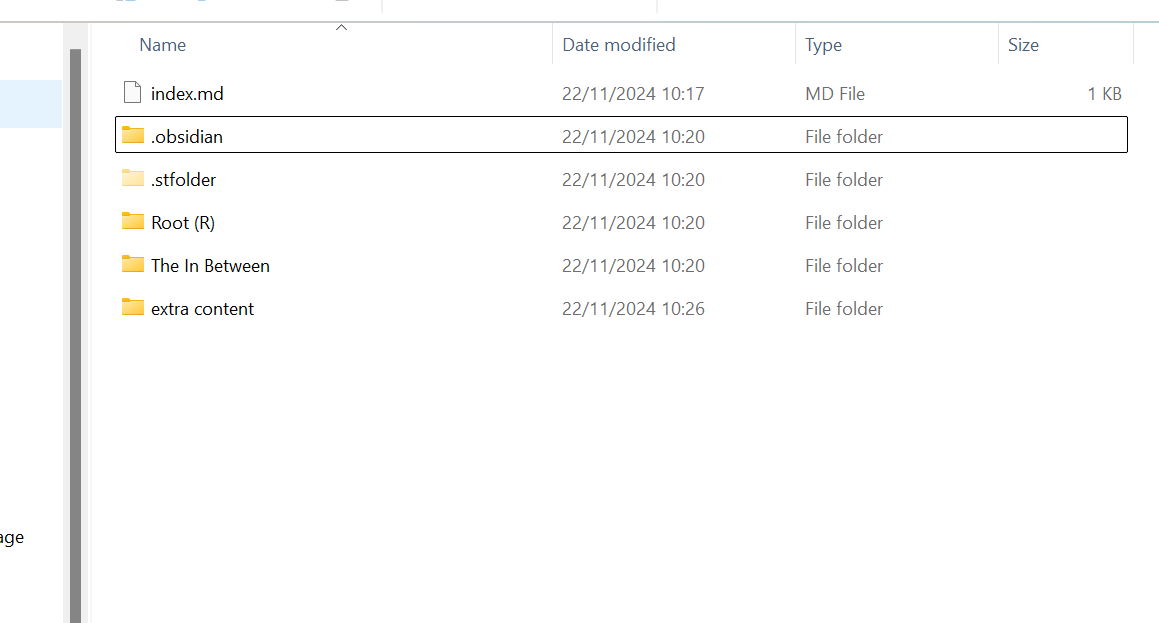 Name Date modified Type Size
index.md 22/11/2024 10:17 MD File 1 KB
.obsidian 22/11/2024 10:20 File folder
.stfolder 22/11/2024 10:20 File folder
Root (R) 22/11/2024 10:20 File folder
The In Between 22/11/2024 10:20 File folder
extra content 22/11/2024 10:26 File folder
age